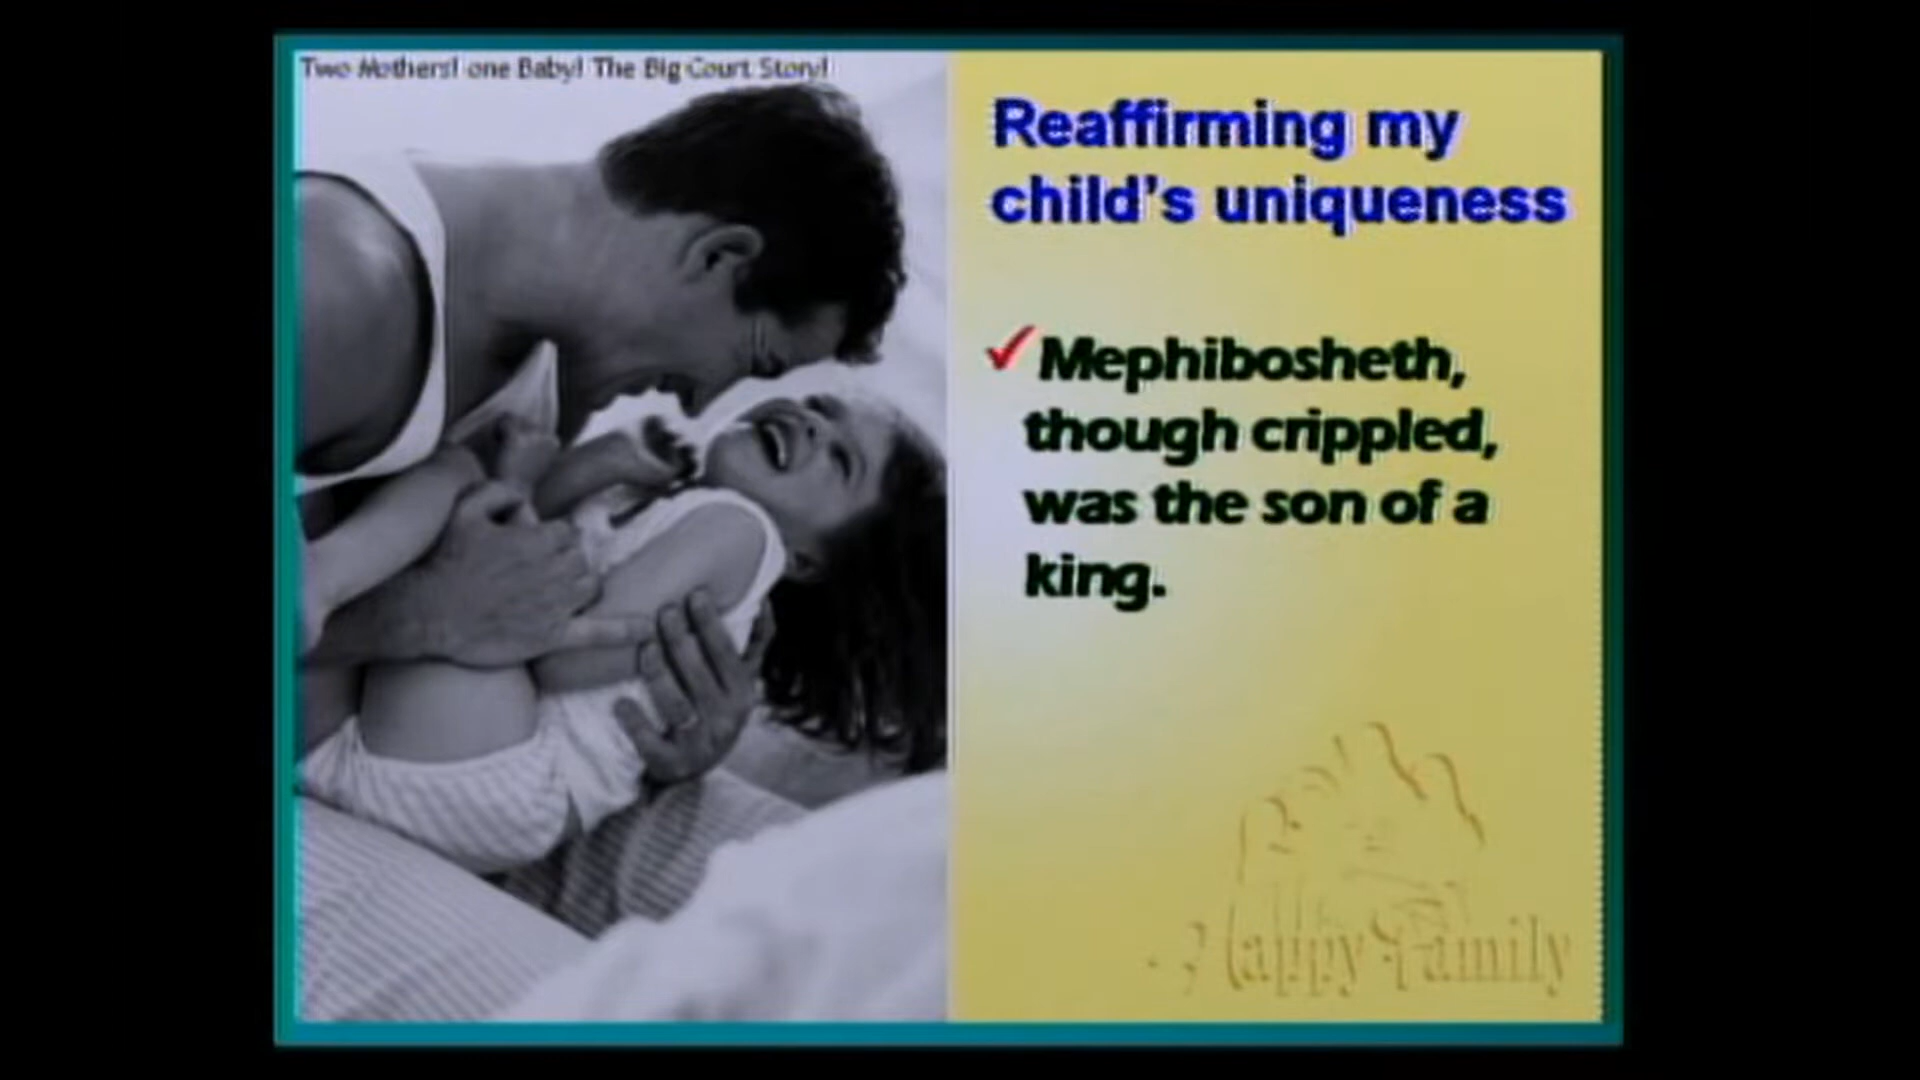 Two Mothers! one Baby! The Big Court Story!
Reaffirming my
child's uniqueness
Mephibosheth,
though crippled,
was the son of a
king.
Happy Family